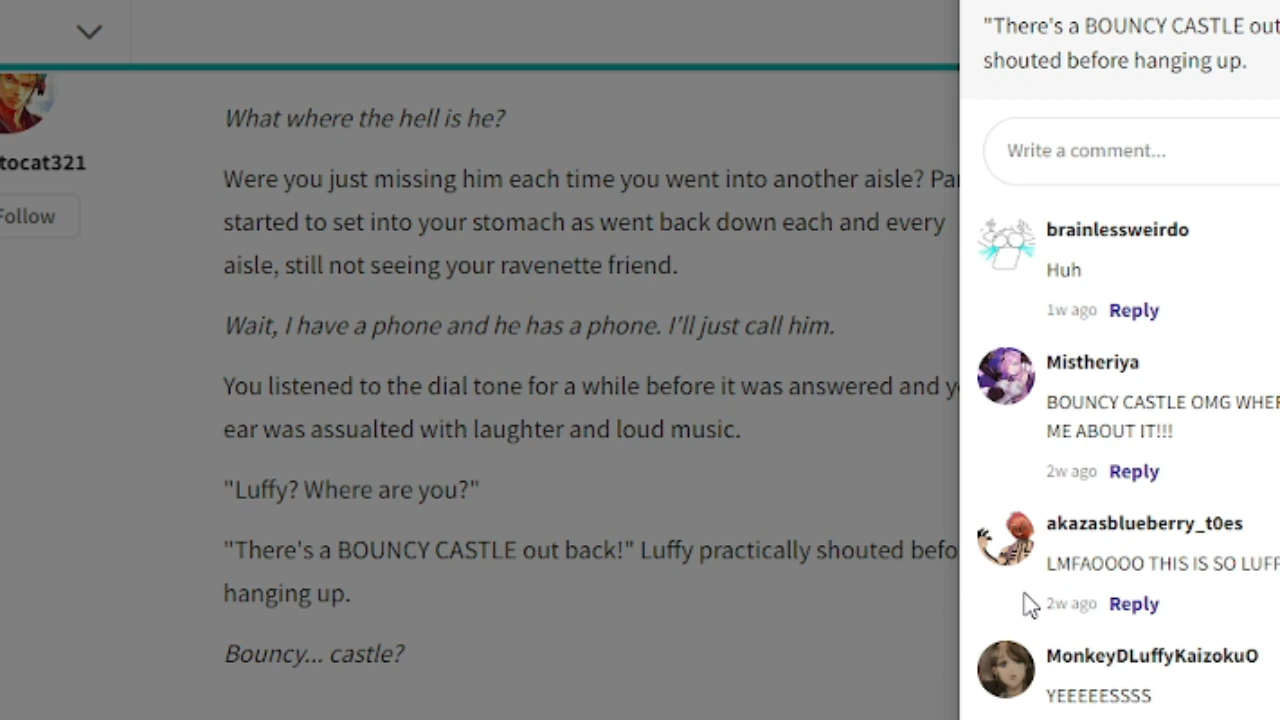 tocat321
Follow
What where the hell is he?
Were you just missing him each time you went into another aisle? Pa
started to set into your stomach as went back down each and every
aisle, still not seeing your ravenette friend.
Wait, I have a phone and he has a phone. I'll just call him.
You listened to the dial tone for a while before it was answered and y
ear was assualted with laughter and loud music.
"Luffy? Where are you?"
"There's a BOUNCY CASTLE out back!" Luffy practically shouted befo
hanging up.
Bouncy... castle?
"There's a BOUNCY CASTLE out
shouted before hanging up.
Write a comment...
brainlessweirdo
Huh
1w ago Reply
Mistheriya
BOUNCY CASTLE OMG WHER
ME ABOUT IT!!!
2w ago Reply
akazasblueberry_t0es
LMFAOOOO THIS IS SO LUFF
2w ago Reply
MonkeyDLuffyKaizokuO
YEEEEESSSS